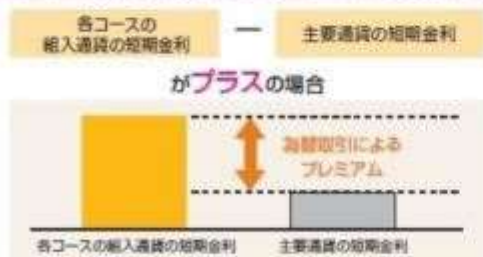 各コースの
組入通貨の短期金利
ー
主要通貨の短期金利
がプラスの場合
為替取引による
プレミアム
各コースの組入通貨の短期金利
主要通貨の短期金利